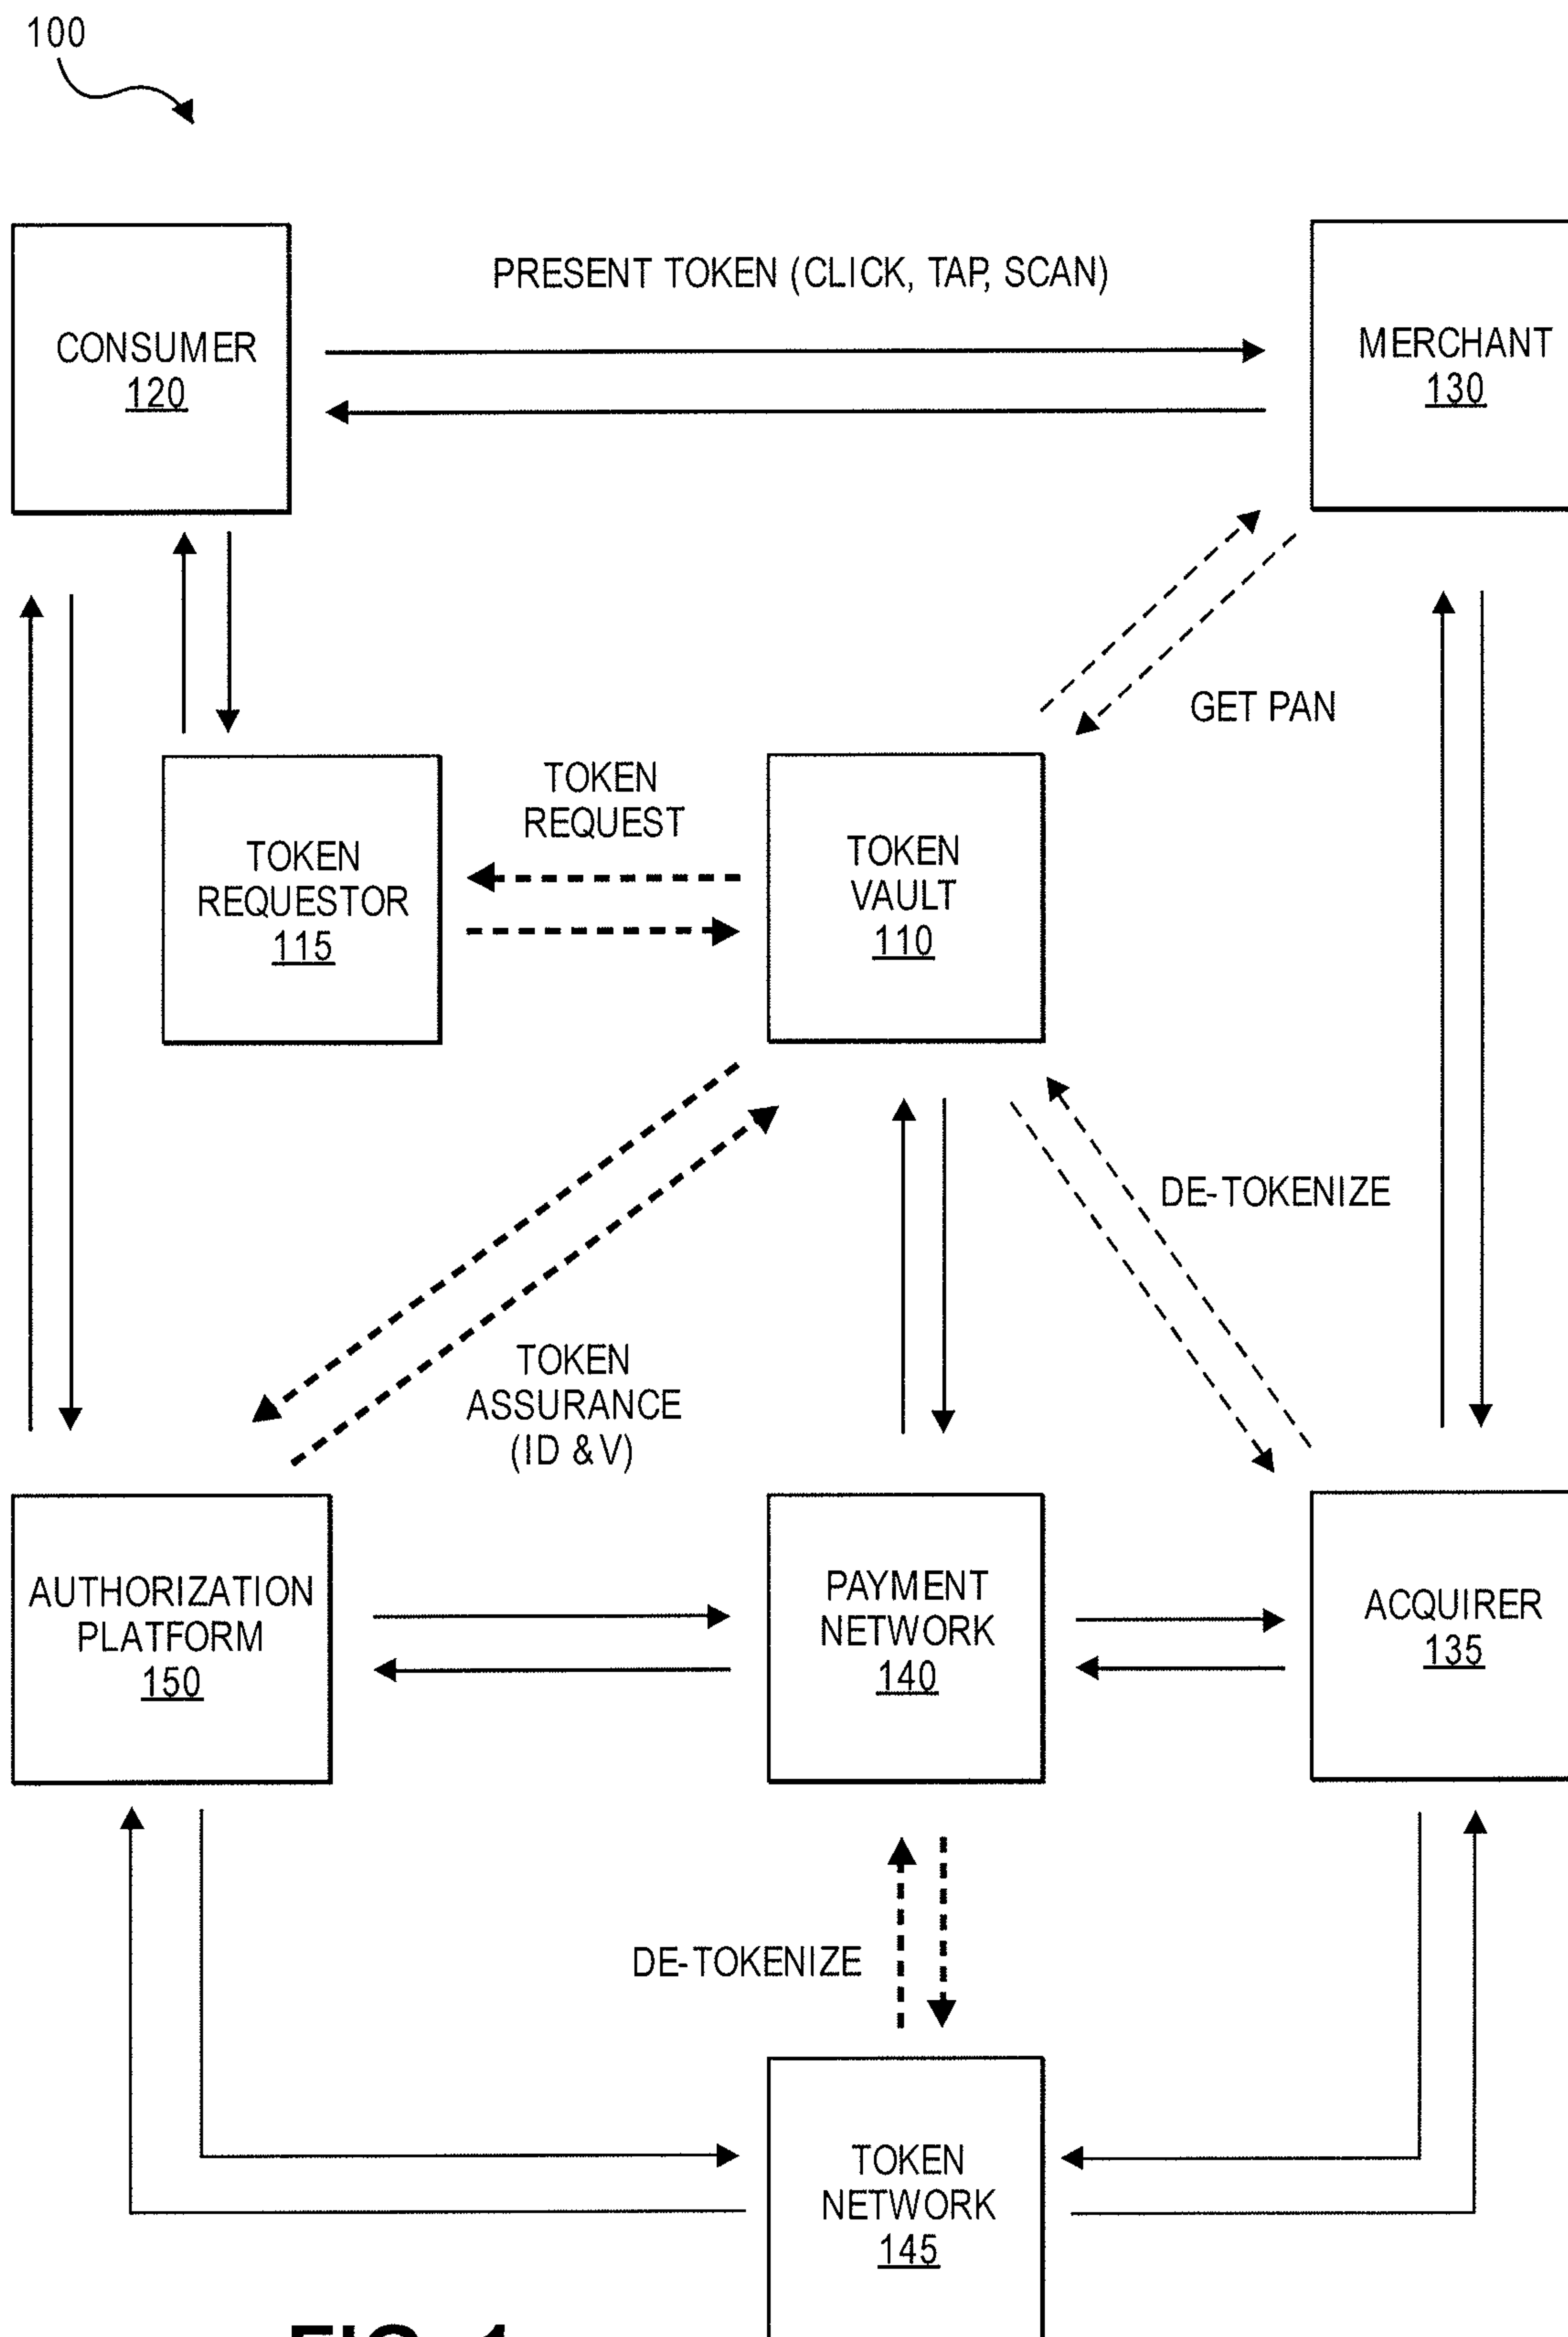 100
PRESENT TOKEN (CLICK, TAP, SCAN)
CONSUMER
120
MERCHANT
130
GET PAN
TOKEN
REQUEST
TOKEN
REQUESTOR
115
TOKEN
VAULT
110
DE-TOKENIZE
TOKEN
ASSURANCE
(ID & V)
AUTHORIZATION
PLATFORM
150
PAYMENT
NETWORK
140
ACQUIRER
135
DE-TOKENIZE
TOKEN
NETWORK
145
FIG. 1